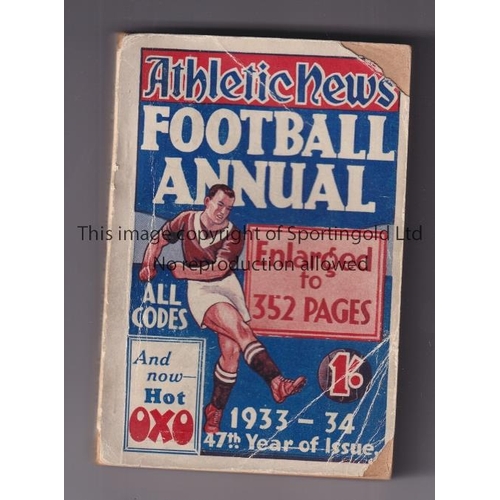 Athletic News
FOOTBALL
ANNUAL
This image copyright of Sportingold Ltd
No reproduction allowed
Enlarged
to
352 PAGES
ALL
CODES
And
now—
Hot
OXO
1/-
1933 - 34
47th Year of Issue